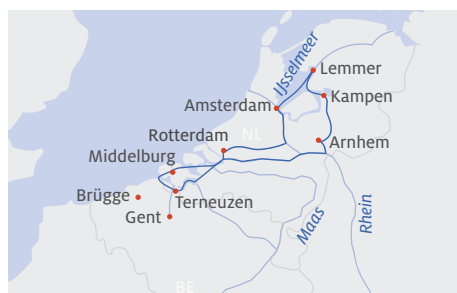 IJsselmeer
Lemmer
Kampen
Amsterdam
Rotterdam
NL
Arnhem
Middelburg
Brügge
Terneuzen
Gent
Maas
Rhein
BE